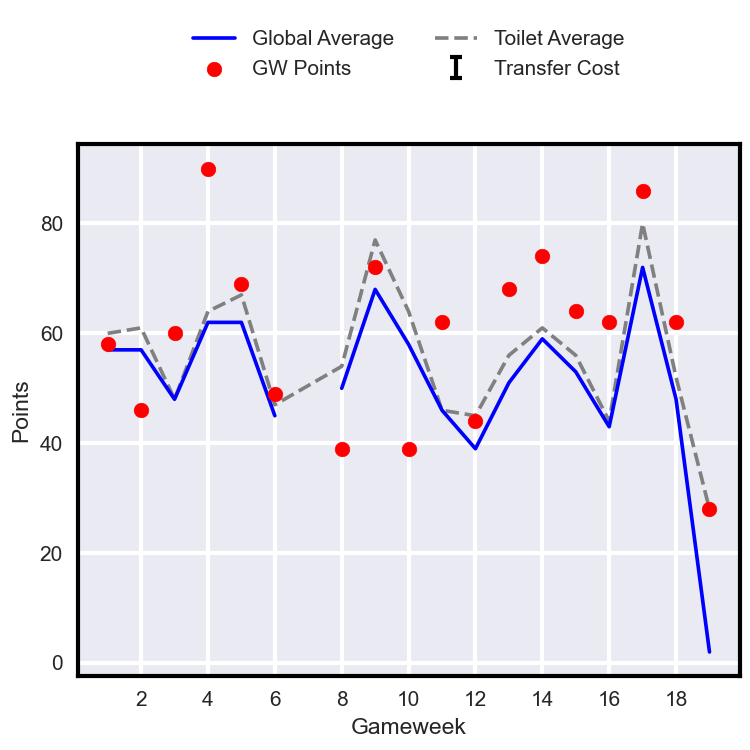 Global Average
Toilet Average
GW Points
Transfer Cost
80
60
40
20
0
Points
2 4 6 8 10 12 14 16 18
Gameweek